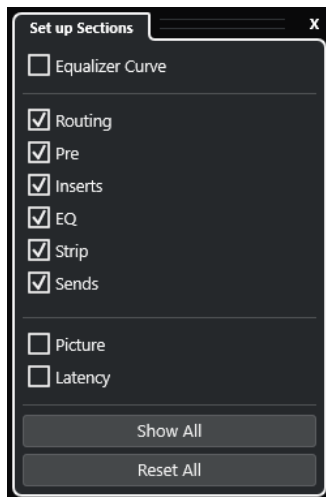 Set up Sections
X
Equalizer Curve
Routing
Pre
Inserts
EQ
Strip
Sends
Picture
Latency
Show All
Reset All